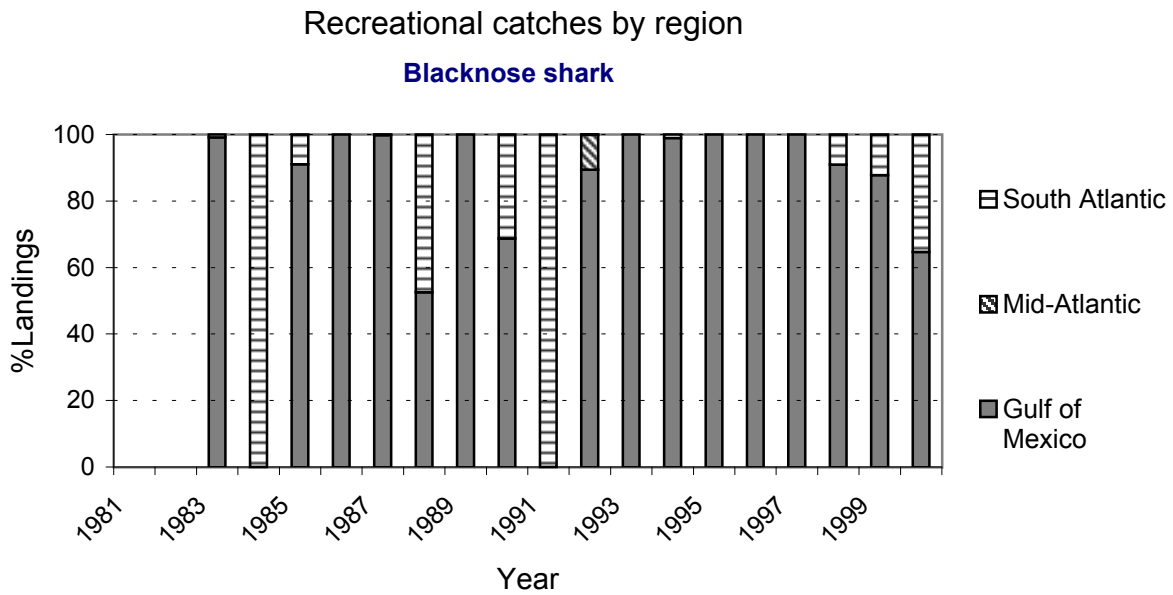 Recreational catches by region
Blacknose shark
100
80
60
40
20
0
%Landings
1981
1983
1985
1987
1989
1991
1993
1995
1997
1999
Year
South Atlantic
Mid-Atlantic
Gulf of
Mexico